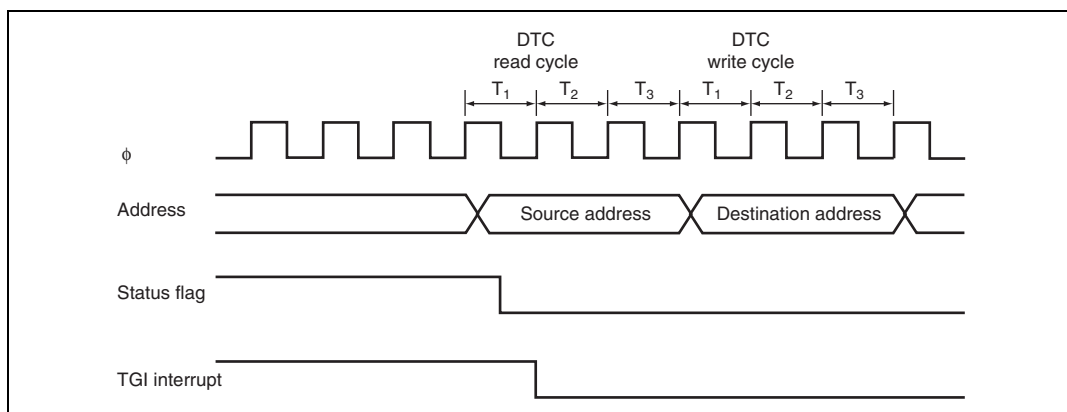 DTC DTC
read cycle write cycle
T1 T2 T3 T1 T2 T3
ϕ
Address Source address Destination address
Status flag
TGI interrupt